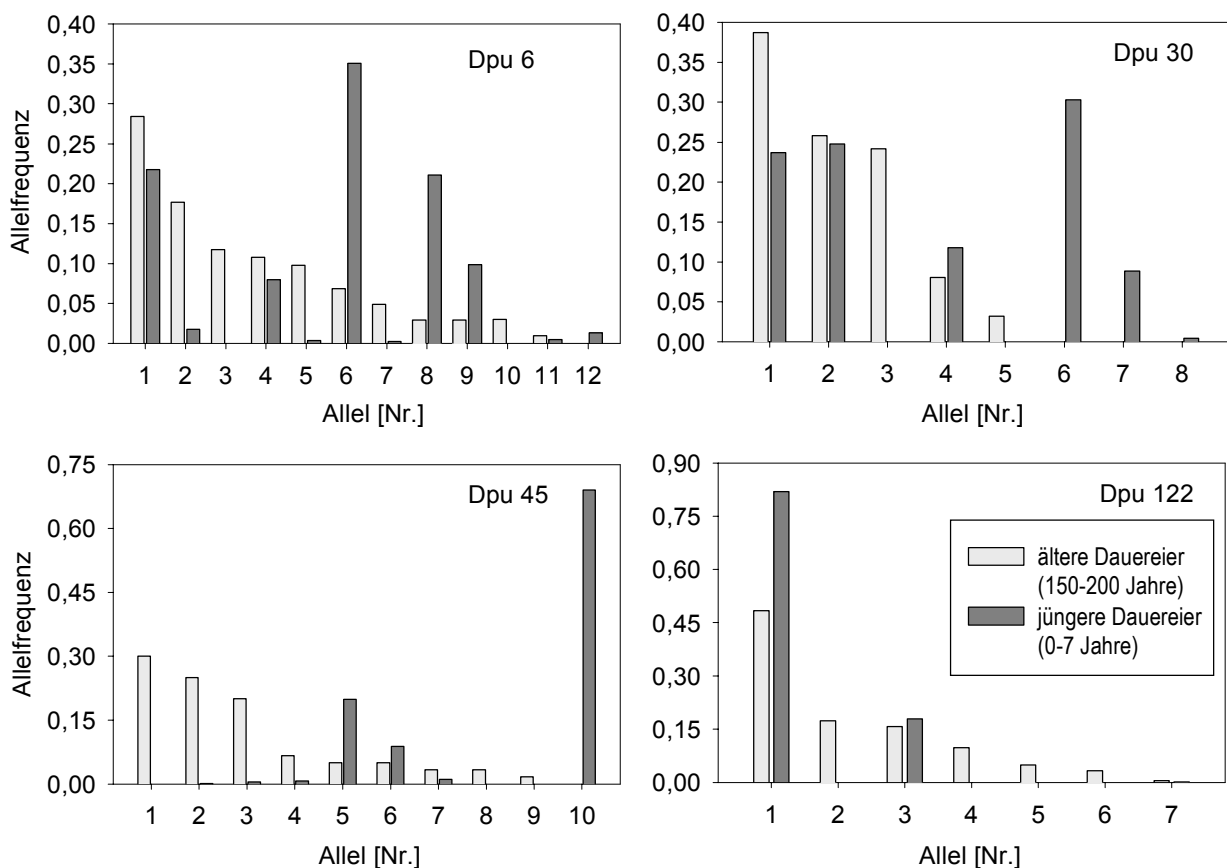 Dpu 6
Allelfrequenz
0,40
0,35
0,30
0,25
0,20
0,15
0,10
0,05
0,00
1 2 3 4 5 6 7 8 9 10 11 12
Allel [Nr.]
Dpu 30
0,40
0,35
0,30
0,25
0,20
0,15
0,10
0,05
0,00
1 2 3 4 5 6 7 8
Allel [Nr.]
Dpu 45
Allelfrequenz
0,75
0,60
0,45
0,30
0,15
0,00
1 2 3 4 5 6 7 8 9 10
Allel [Nr.]
Dpu 122
0,90
0,75
0,60
0,45
0,30
0,15
0,00
ältere Dauereier
(150-200 Jahre)
jüngere Dauereier
(0-7 Jahre)
1 2 3 4 5 6 7
Allel [Nr.]